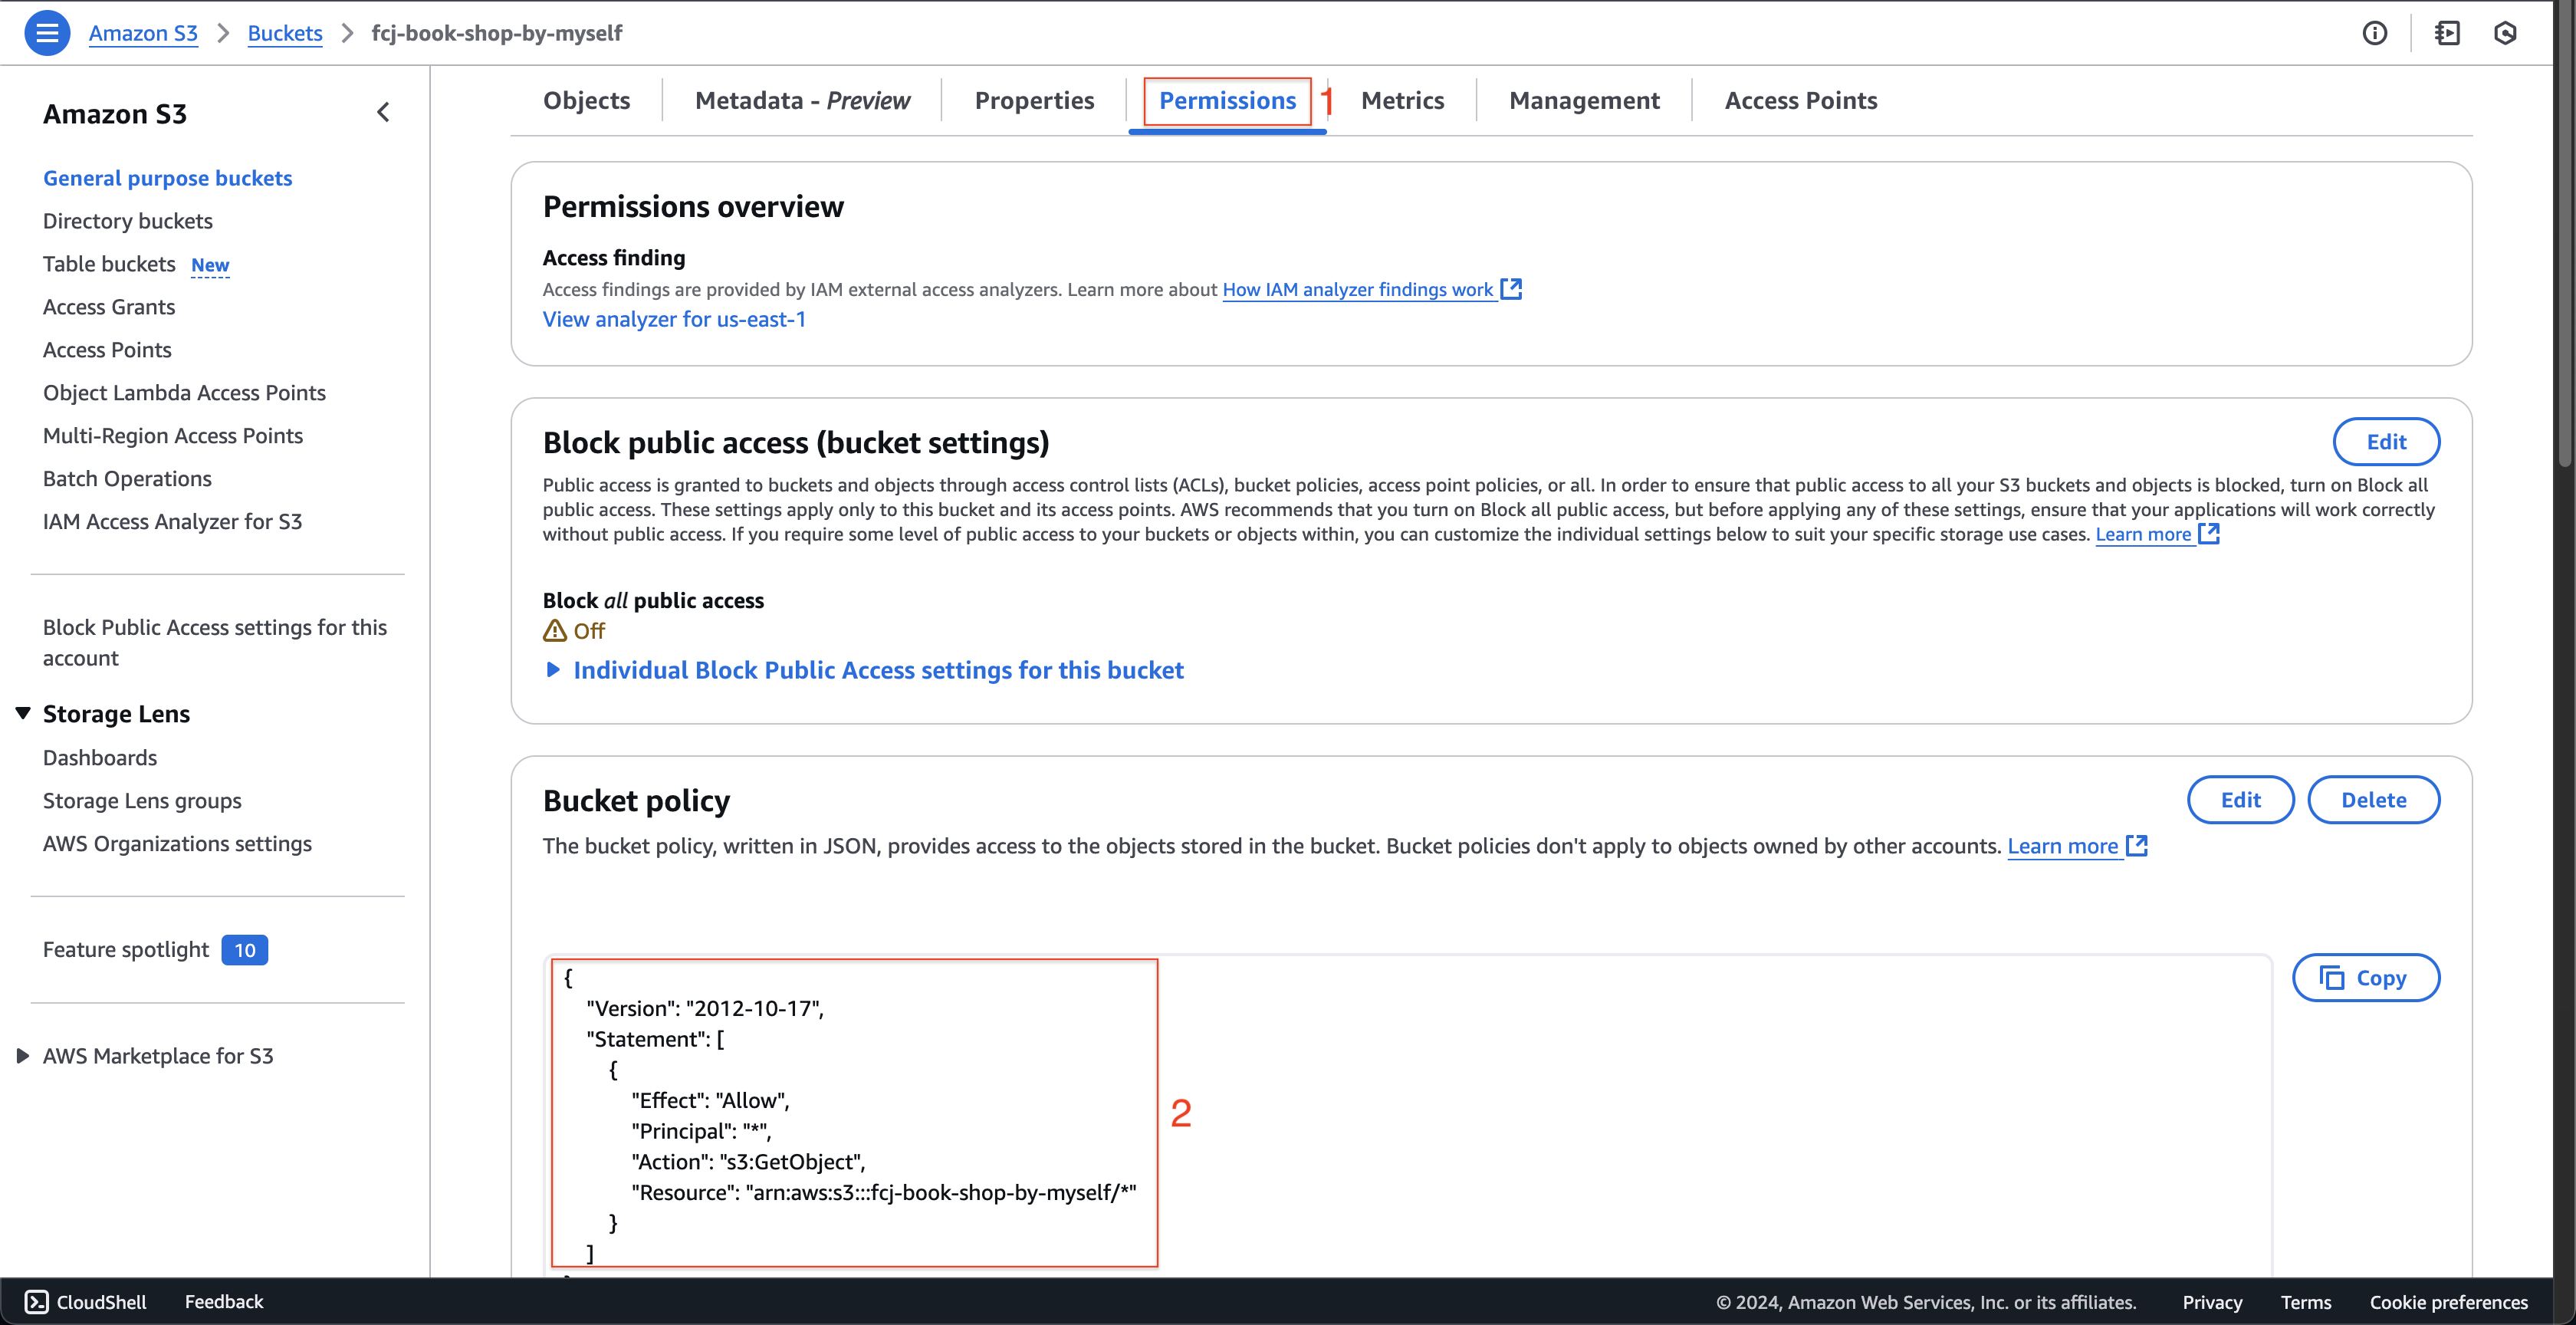 Amazon S3 > Buckets > fcj-book-shop-by-myself
Amazon S3
General purpose buckets
Directory buckets
Table buckets New
Access Grants
Access Points
Object Lambda Access Points
Multi-Region Access Points
Batch Operations
IAM Access Analyzer for S3
Block Public Access settings for this
account
Storage Lens
Dashboards
Storage Lens groups
AWS Organizations settings
Feature spotlight 10
AWS Marketplace for S3
Objects Metadata - Preview Properties Permissions 1 Metrics Management Access Points
Permissions overview
Access finding
Access findings are provided by IAM external access analyzers. Learn more about How IAM analyzer findings work
View analyzer for us-east-1
Block public access (bucket settings)
Edit
Public access is granted to buckets and objects through access control lists (ACLs), bucket policies, access point policies, or all. In order to ensure that public access to all your S3 buckets and objects is blocked, turn on Block all
public access. These settings apply only to this bucket and its access points. AWS recommends that you turn on Block all public access, but before applying any of these settings, ensure that your applications will work correctly
without public access. If you require some level of public access to your buckets or objects within, you can customize the individual settings below to suit your specific storage use cases. Learn more
Block all public access
Off
Individual Block Public Access settings for this bucket
Bucket policy
Edit Delete
The bucket policy, written in JSON, provides access to the objects stored in the bucket. Bucket policies don't apply to objects owned by other accounts. Learn more
Copy
{
"Version": "2012-10-17",
"Statement": [
{
"Effect": "Allow",
"Principal": "*",
"Action": "s3:GetObject",
"Resource": "arn:aws:s3:::fcj-book-shop-by-myself/*"
}
]
2
CloudShell Feedback © 2024, Amazon Web Services, Inc. or its affiliates. Privacy Terms Cookie preferences